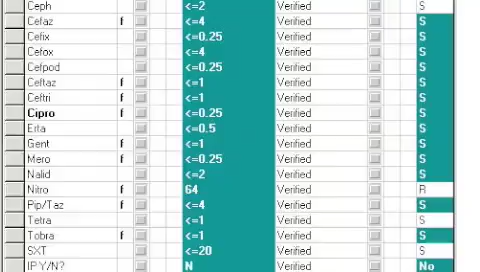 Ceph <=2 Verified S
Cefaz f <=4 Verified S
Cefix <=0.25 Verified S
Cefox <=4 Verified S
Cefpod <=0.25 Verified S
Ceftaz f <=1 Verified S
Ceftri f <=1 Verified S
Cipro f <=0.25 Verified S
Erta <=0.5 Verified S
Gent f <=1 Verified S
Mero f <=0.25 Verified S
Nalid <=2 Verified S
Nitro f 64 Verified R
Pip/Taz f <=4 Verified S
Tetra <=1 Verified S
Tobra f <=1 Verified S
SXT <=20 Verified S
IP Y/N? N Verified No